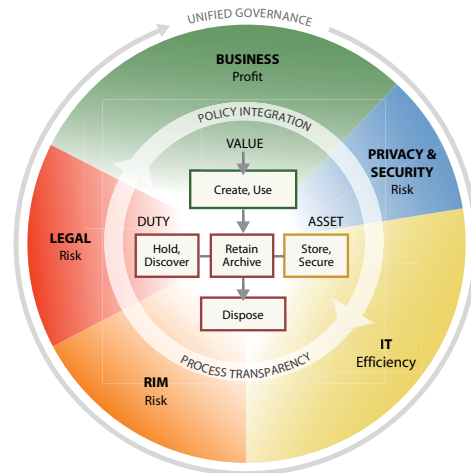 UNIFIED GOVERNANCE
BUSINESS
Profit
POLICY INTEGRATION
VALUE
PRIVACY &
SECURITY
Risk
Create, Use
DUTY
ASSET
LEGAL
Risk
Hold,
Discover
Retain
Archive
Store,
Secure
Dispose
IT
Efficiency
PROCESS TRANSPARENCY
RIM
Risk